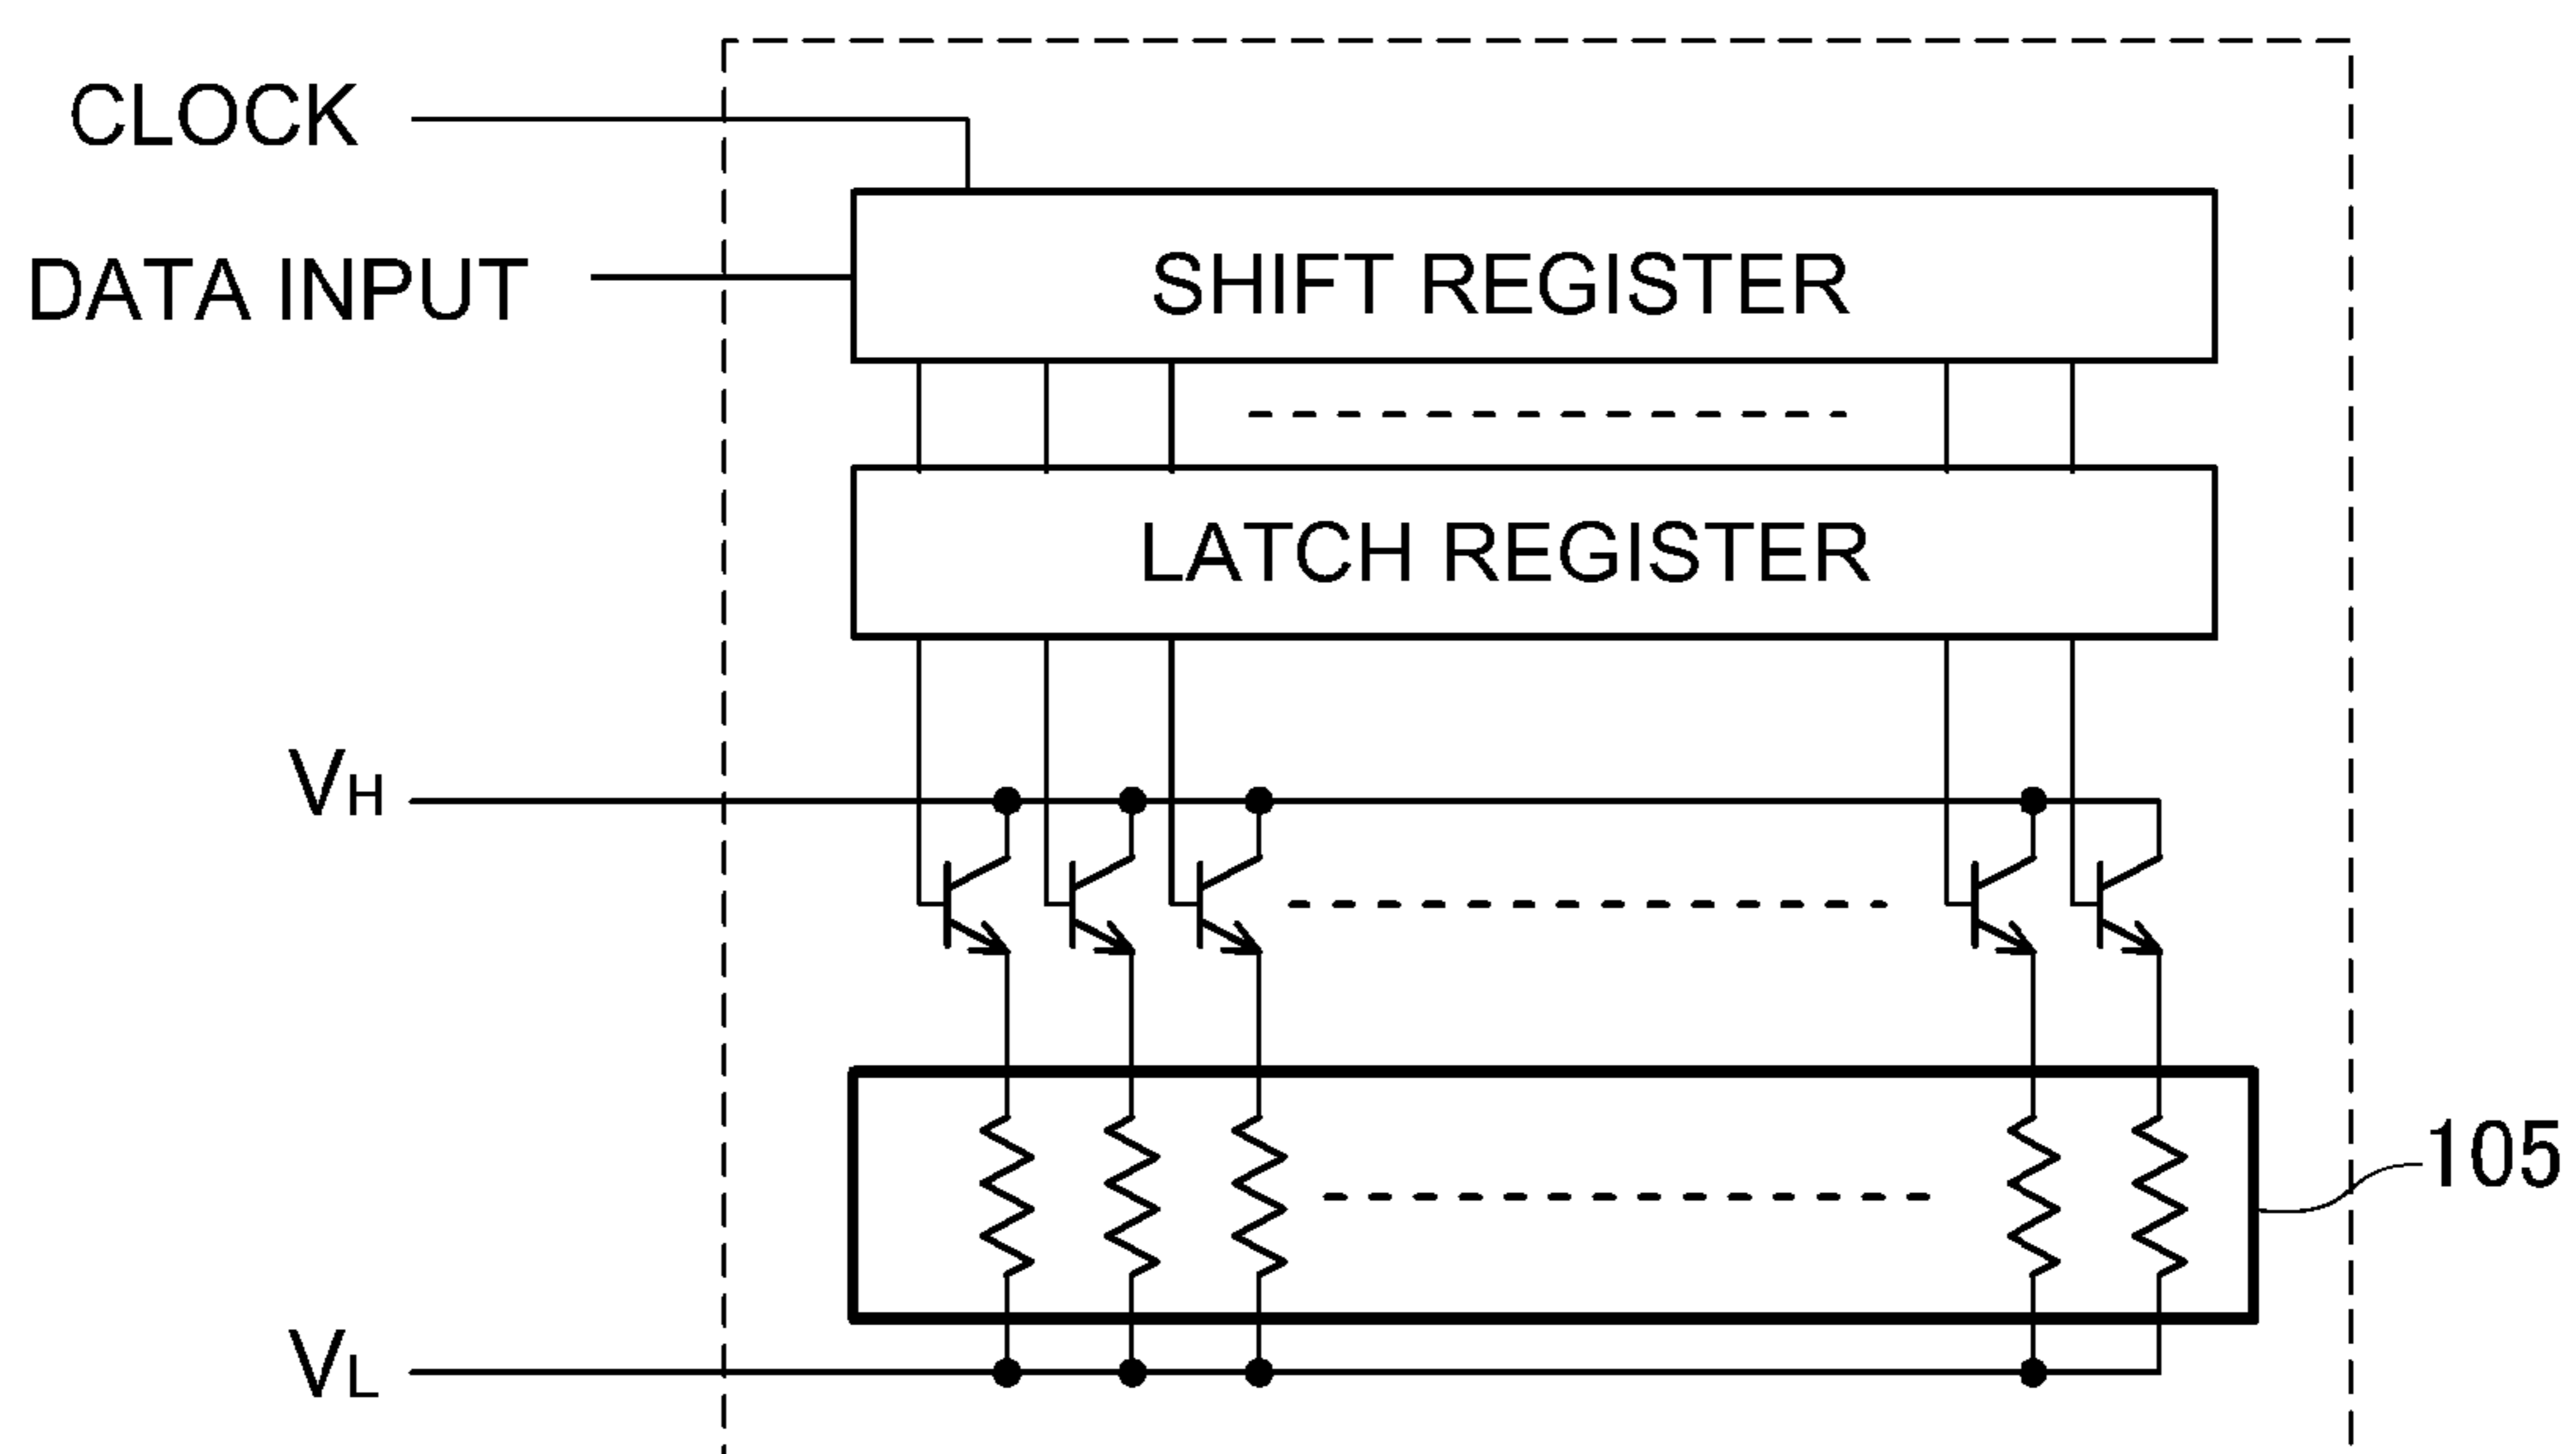 CLOCK
DATA INPUT
SHIFT REGISTER
LATCH REGISTER
VH
105
VL